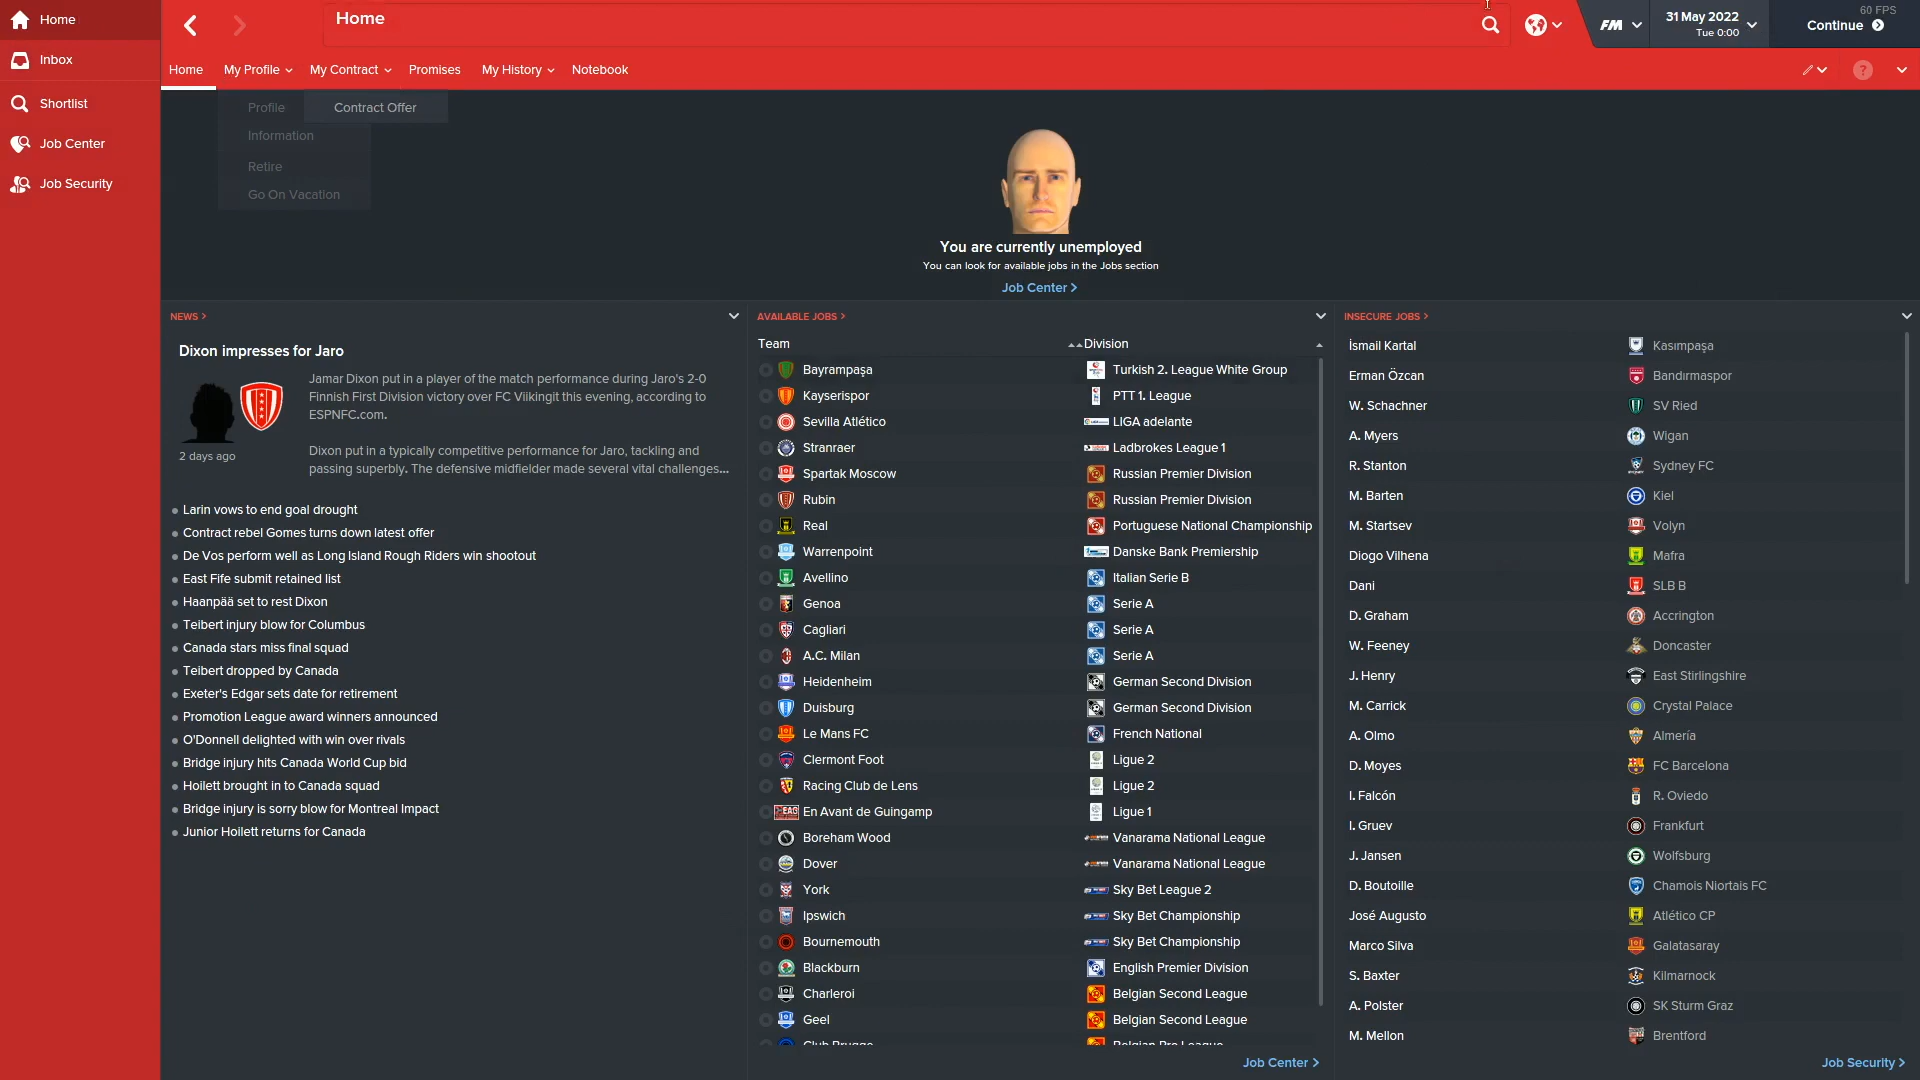 Home
Inbox
Shortlist
Job Center
Job Security
Home
FM
31 May 2022
Tue 0:00
60 FPS
Continue
Home
My Profile
My Contract
Promises
My History
Notebook
?
Profile
Contract Offer
Information
Retire
Go On Vacation
You are currently unemployed
You can look for available jobs in the Jobs section
Job Center >
NEWS >
Dixon impresses for Jaro
Jamar Dixon put in a player of the match performance during Jaro's 2-0
Finnish First Division victory over FC Viikingit this evening, according to
ESPNFC.com.
Dixon put in a typically competitive performance for Jaro, tackling and
passing superbly. The defensive midfielder made several vital challenges...
2 days ago
Larin vows to end goal drought
Contract rebel Gomes turns down latest offer
De Vos perform well as Long Island Rough Riders win shootout
East Fife submit retained list
Haanpää set to rest Dixon
Teibert injury blow for Columbus
Canada stars miss final squad
Teibert dropped by Canada
Exeter's Edgar sets date for retirement
Promotion League award winners announced
O'Donnell delighted with win over rivals
Bridge injury hits Canada World Cup bid
Hoilett brought in to Canada squad
Bridge injury is sorry blow for Montreal Impact
Junior Hoilett returns for Canada
AVAILABLE JOBS >
Team Division
Bayrampaşa Turkish 2. League White Group
Kayserispor PTT 1. League
Sevilla Atlético LIGA adelante
Stranraer Ladbrokes League 1
Spartak Moscow Russian Premier Division
Rubin Russian Premier Division
Real Portuguese National Championship
Warrenpoint Danske Bank Premiership
Avellino Italian Serie B
Genoa Serie A
Cagliari Serie A
A.C. Milan Serie A
Heidenheim German Second Division
Duisburg German Second Division
Le Mans FC French National
Clermont Foot Ligue 2
Racing Club de Lens Ligue 2
EAG En Avant de Guingamp Ligue 1
Boreham Wood Vanarama National League
Dover Vanarama National League
York Sky Bet League 2
Ipswich Sky Bet Championship
Bournemouth Sky Bet Championship
Blackburn English Premier Division
Charleroi Belgian Second League
Geel Belgian Second League
Club Brugge Belgian Pro League
Job Center >
INSECURE JOBS >
İsmail Kartal Kasımpaşa
Erman Özcan Bandırmaspor
W. Schachner SV Ried
A. Myers Wigan
R. Stanton Sydney FC
M. Barten Kiel
M. Startsev Volyn
Diogo Vilhena Mafra
Dani SLB B
D. Graham Accrington
W. Feeney Doncaster
J. Henry East Stirlingshire
M. Carrick Crystal Palace
A. Olmo Almería
D. Moyes FC Barcelona
I. Falcón R. Oviedo
I. Gruev Frankfurt
J. Jansen Wolfsburg
D. Boutoille Chamois Niortais FC
José Augusto Atlético CP
Marco Silva Galatasaray
S. Baxter Kilmarnock
A. Polster SK Sturm Graz
M. Mellon Brentford
Job Security >